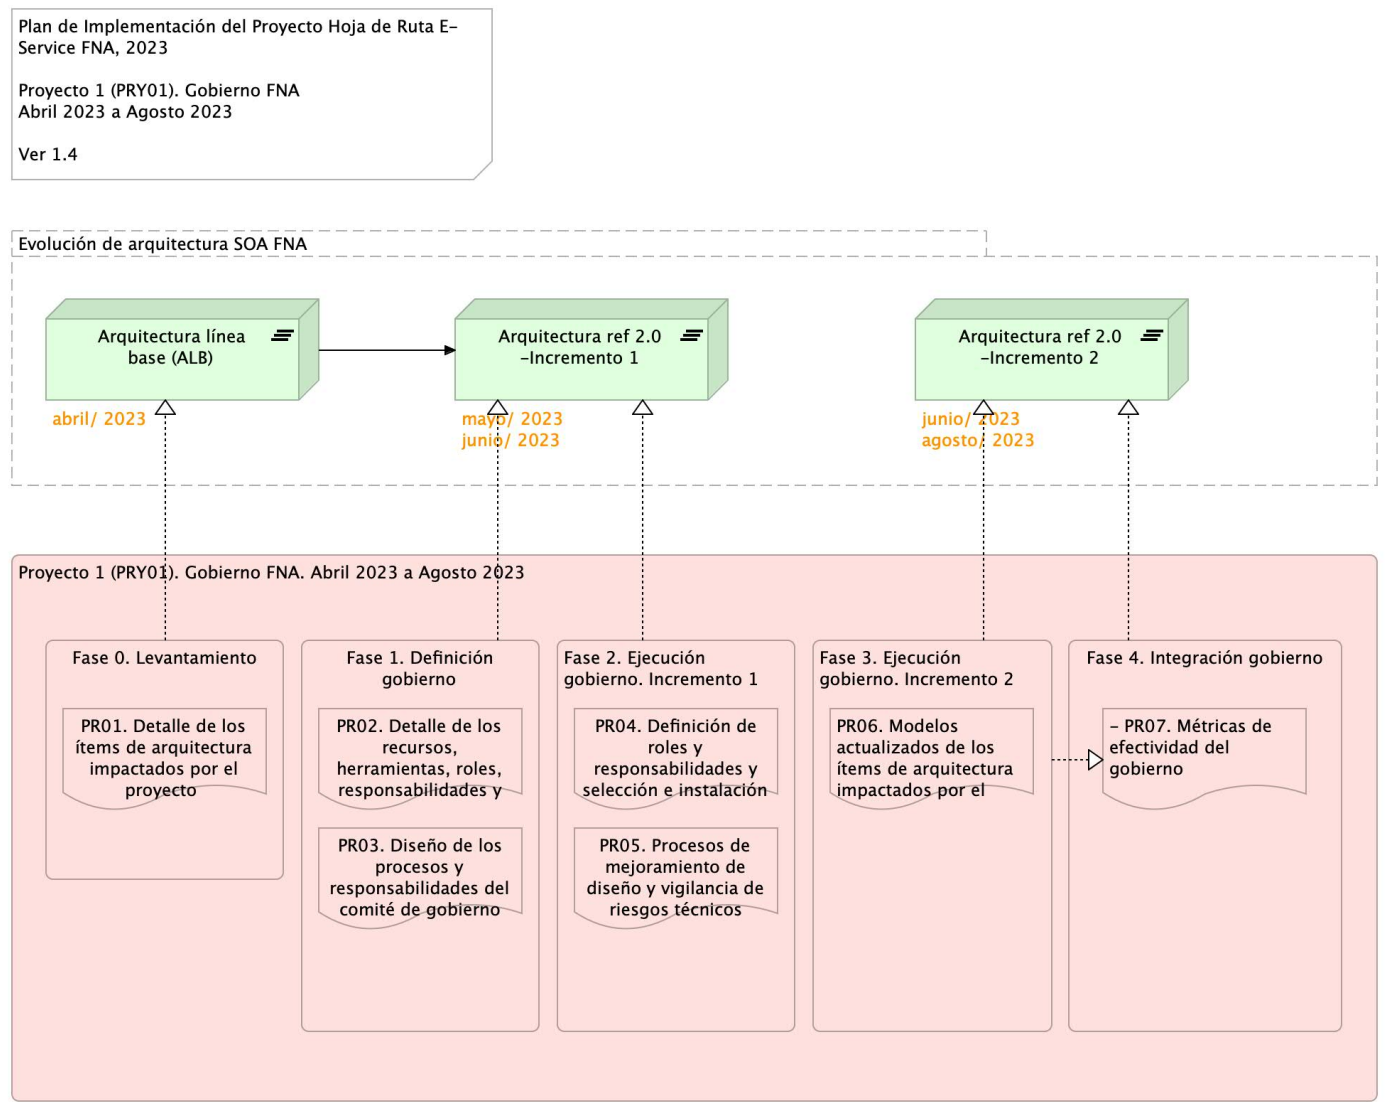 Plan de Implementación del Proyecto Hoja de Ruta E-
Service FNA, 2023
Proyecto 1 (PRY01). Gobierno FNA
Abril 2023 a Agosto 2023
Ver 1.4
Evolución de arquitectura SOA FNA
Arquitectura línea
base (ALB)
abril/ 2023
Arquitectura ref 2.0
-Incremento 1
mayo/ 2023
junio/ 2023
Arquitectura ref 2.0
-Incremento 2
junio/ 2023
agosto/ 2023
Proyecto 1 (PRY01). Gobierno FNA. Abril 2023 a Agosto 2023
Fase 0. Levantamiento
PR01. Detalle de los
ítems de arquitectura
impactados por el
proyecto
Fase 1. Definición
gobierno
PR02. Detalle de los
recursos,
herramientas, roles,
responsabilidades y
PR03. Diseño de los
procesos y
responsabilidades del
comité de gobierno
Fase 2. Ejecución
gobierno. Incremento 1
PR04. Definición de
roles y
responsabilidades y
selección e instalación
PR05. Procesos de
mejoramiento de
diseño y vigilancia de
riesgos técnicos
Fase 3. Ejecución
gobierno. Incremento 2
PR06. Modelos
actualizados de los
ítems de arquitectura
impactados por el
Fase 4. Integración gobierno
- PR07. Métricas de
efectividad del
gobierno